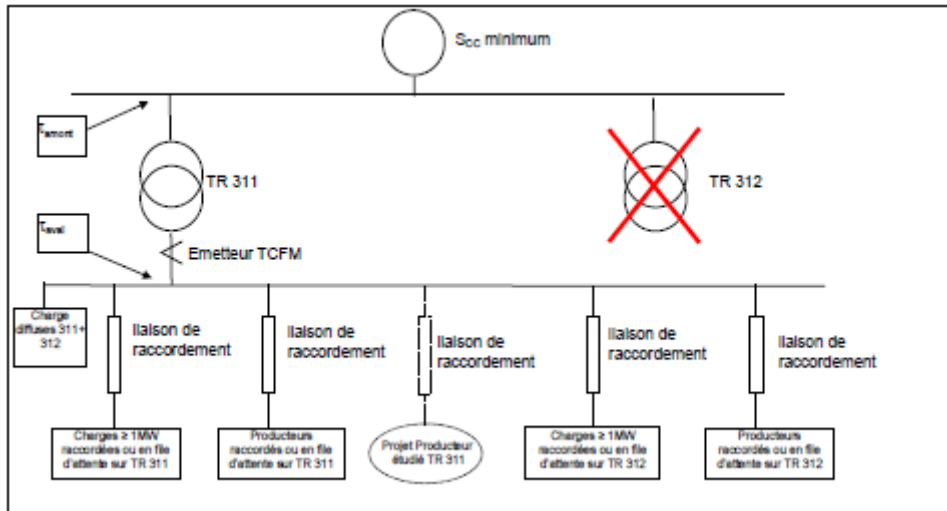 Scc minimum
τamont
TR 311
TR 312
τaval
Emetteur TCFM
Charge
diffuses 311+
312
liaison de
raccordement
liaison de
raccordement
liaison de
raccordement
liaison de
raccordement
liaison de
raccordement
Charges ≥ 1MW
raccordées ou en file
d'attente sur TR 311
Producteurs
raccordés ou en file
d'attente sur TR 311
Projet Producteur
étudié TR 311
Charges ≥ 1MW
raccordées ou en file
d'attente sur TR 312
Producteurs
raccordés ou en file
d'attente sur TR 312